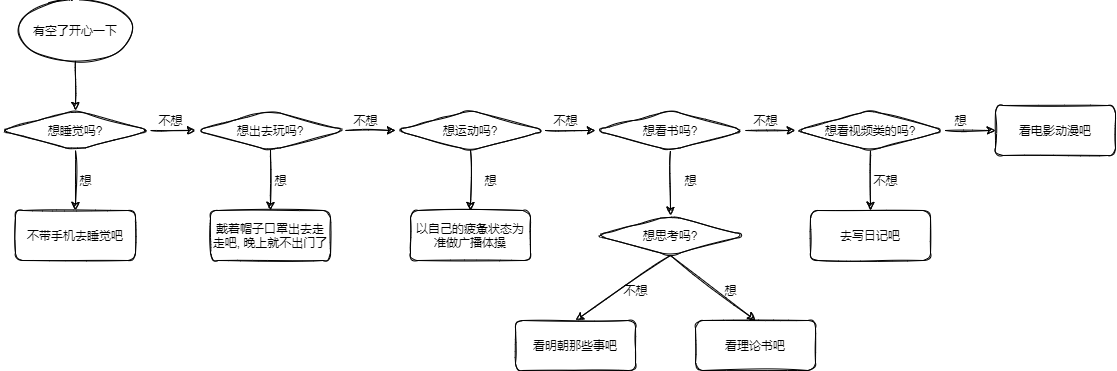 有空了开心一下
想睡觉吗?
不想
想出去玩吗?
不想
想运动吗?
不想
想看书吗?
不想
想看视频类的吗?
想
看电影动漫吧
想
想
想
想
不想
不带手机去睡觉吧
戴着帽子口罩出去走
走吧, 晚上就不出门了
以自己的疲惫状态为
准做广播体操
想思考吗?
去写日记吧
不想
想
看明朝那些事吧
看理论书吧